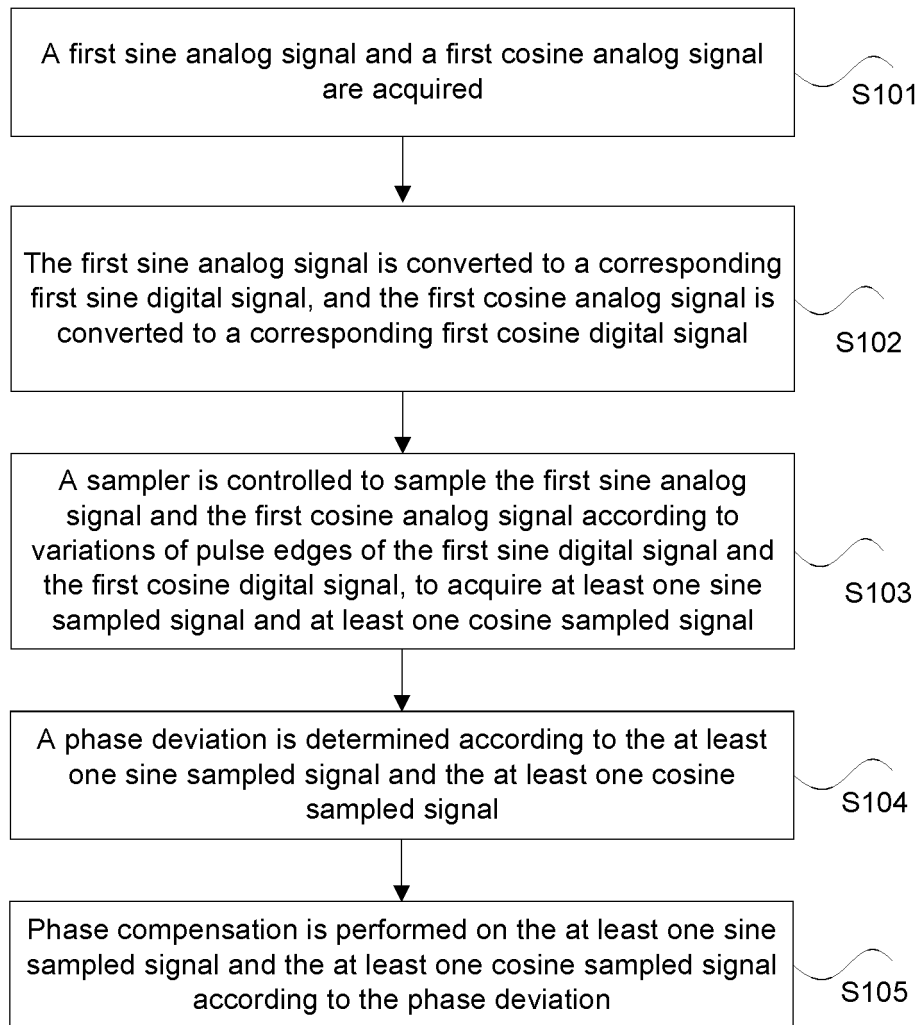 A first sine analog signal and a first cosine analog signal
are acquired
S101
The first sine analog signal is converted to a corresponding
first sine digital signal, and the first cosine analog signal is
converted to a corresponding first cosine digital signal
S102
A sampler is controlled to sample the first sine analog
signal and the first cosine analog signal according to
variations of pulse edges of the first sine digital signal and
the first cosine digital signal, to acquire at least one sine
sampled signal and at least one cosine sampled signal
S103
A phase deviation is determined according to the at least
one sine sampled signal and the at least one cosine
sampled signal
S104
Phase compensation is performed on the at least one sine
sampled signal and the at least one cosine sampled signal
according to the phase deviation
S105